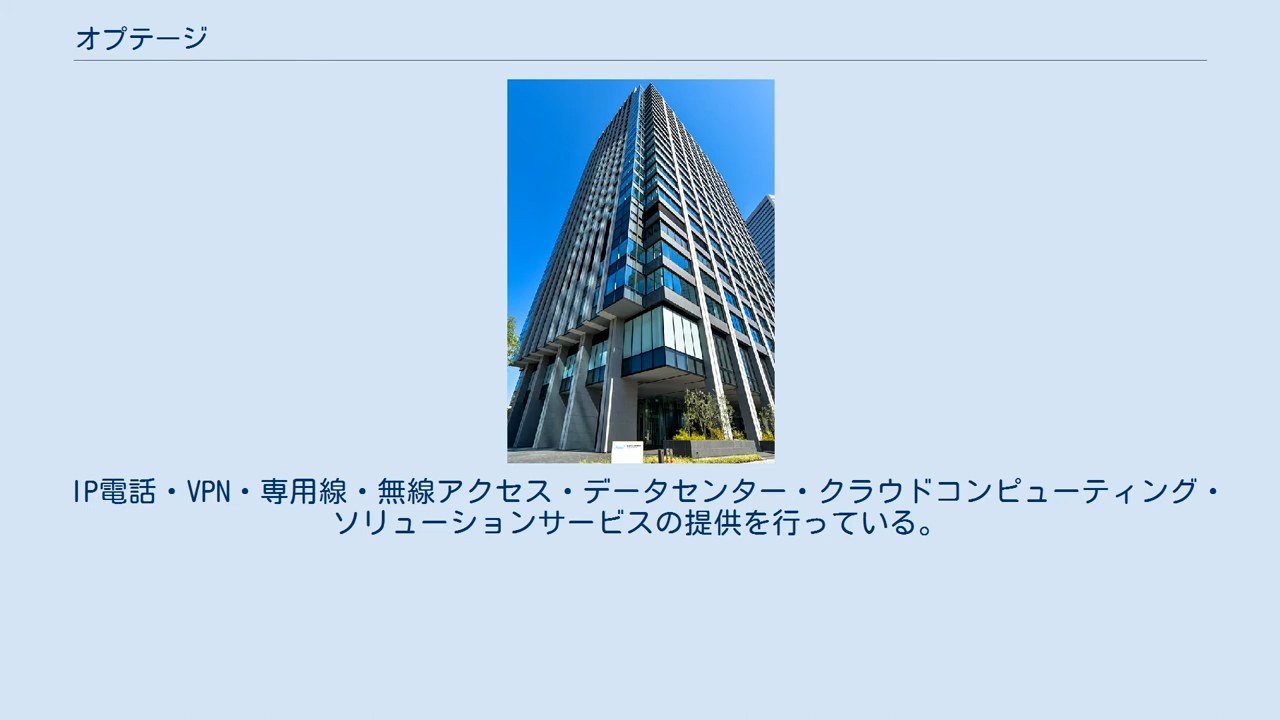 オプテージ
IP電話・VPN・専用線・無線アクセス・データセンター・クラウドコンピューティング・
ソリューションサービスの提供を行っている。